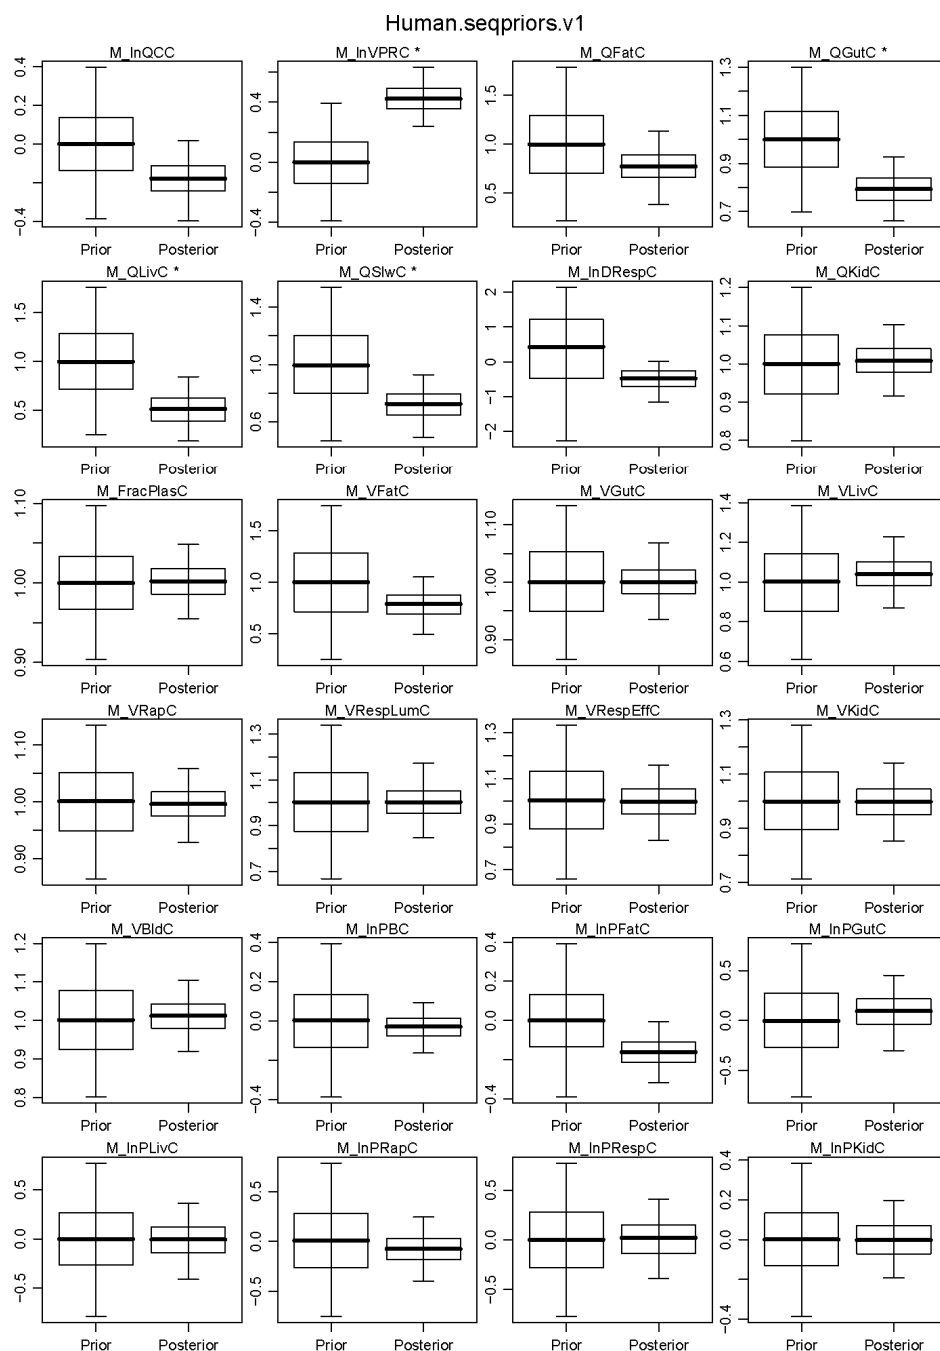 Human.seqpriors.v1
M_lnQCC
M_lnVPRC *
M_QFatC
M_QGutC *
−0.4 0.0 0.2 0.4
−0.4 0.0 0.4
0.5 1.0 1.5
0.7 0.9 1.1 1.3
Prior Posterior
Prior Posterior
Prior Posterior
Prior Posterior
M_QLivC *
M_QSlwC *
M_lnDRespC
M_QKidC
0.5 1.0 1.5
0.6 1.0 1.4
−2 −1 0 1 2
0.8 0.9 1.0 1.1 1.2
Prior Posterior
Prior Posterior
Prior Posterior
Prior Posterior
M_FracPlasC
M_VFatC
M_VGutC
M_VLivC
0.90 1.00 1.10
0.5 1.0 1.5
0.90 1.00 1.10
0.6 0.8 1.0 1.2 1.4
Prior Posterior
Prior Posterior
Prior Posterior
Prior Posterior
M_VRapC
M_VRespLumC
M_VRespEffC
M_VKidC
0.90 1.00 1.10
0.7 0.9 1.1 1.3
0.7 0.9 1.1 1.3
0.7 0.9 1.1 1.3
Prior Posterior
Prior Posterior
Prior Posterior
Prior Posterior
M_VBldC
M_lnPBC
M_lnPFatC
M_lnPGutC
0.8 0.9 1.0 1.1 1.2
−0.4 0.0 0.2 0.4
−0.4 0.0 0.2 0.4
−0.5 0.0 0.5
Prior Posterior
Prior Posterior
Prior Posterior
Prior Posterior
M_lnPLivC
M_lnPRapC
M_lnPRespC
M_lnPKidC
−0.5 0.0 0.5
−0.5 0.0 0.5
−0.5 0.0 0.5
−0.4 0.0 0.2 0.4
Prior Posterior
Prior Posterior
Prior Posterior
Prior Posterior